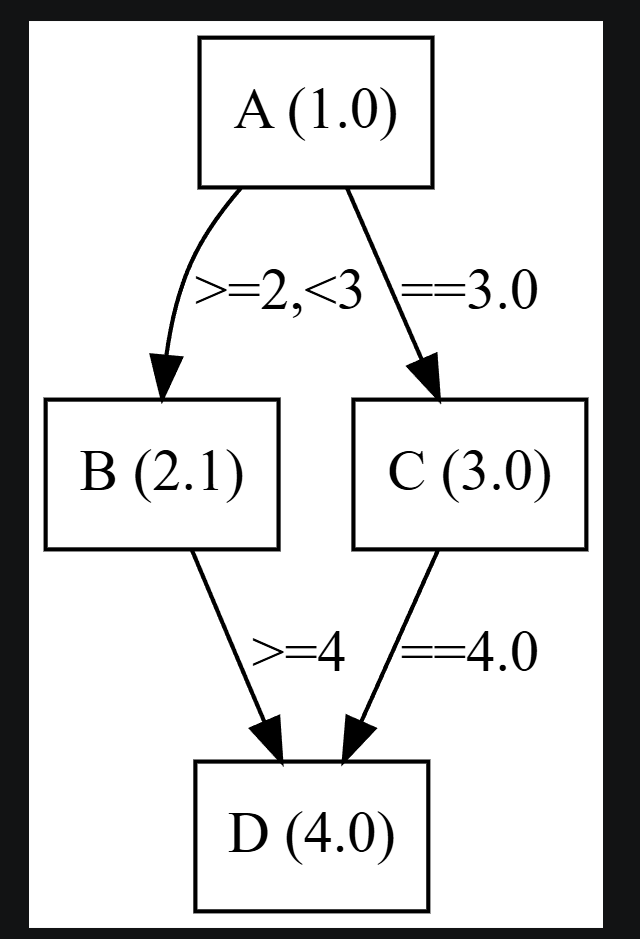 A (1.0)
>=2,<3
==3.0
B (2.1)
C (3.0)
>=4
==4.0
D (4.0)